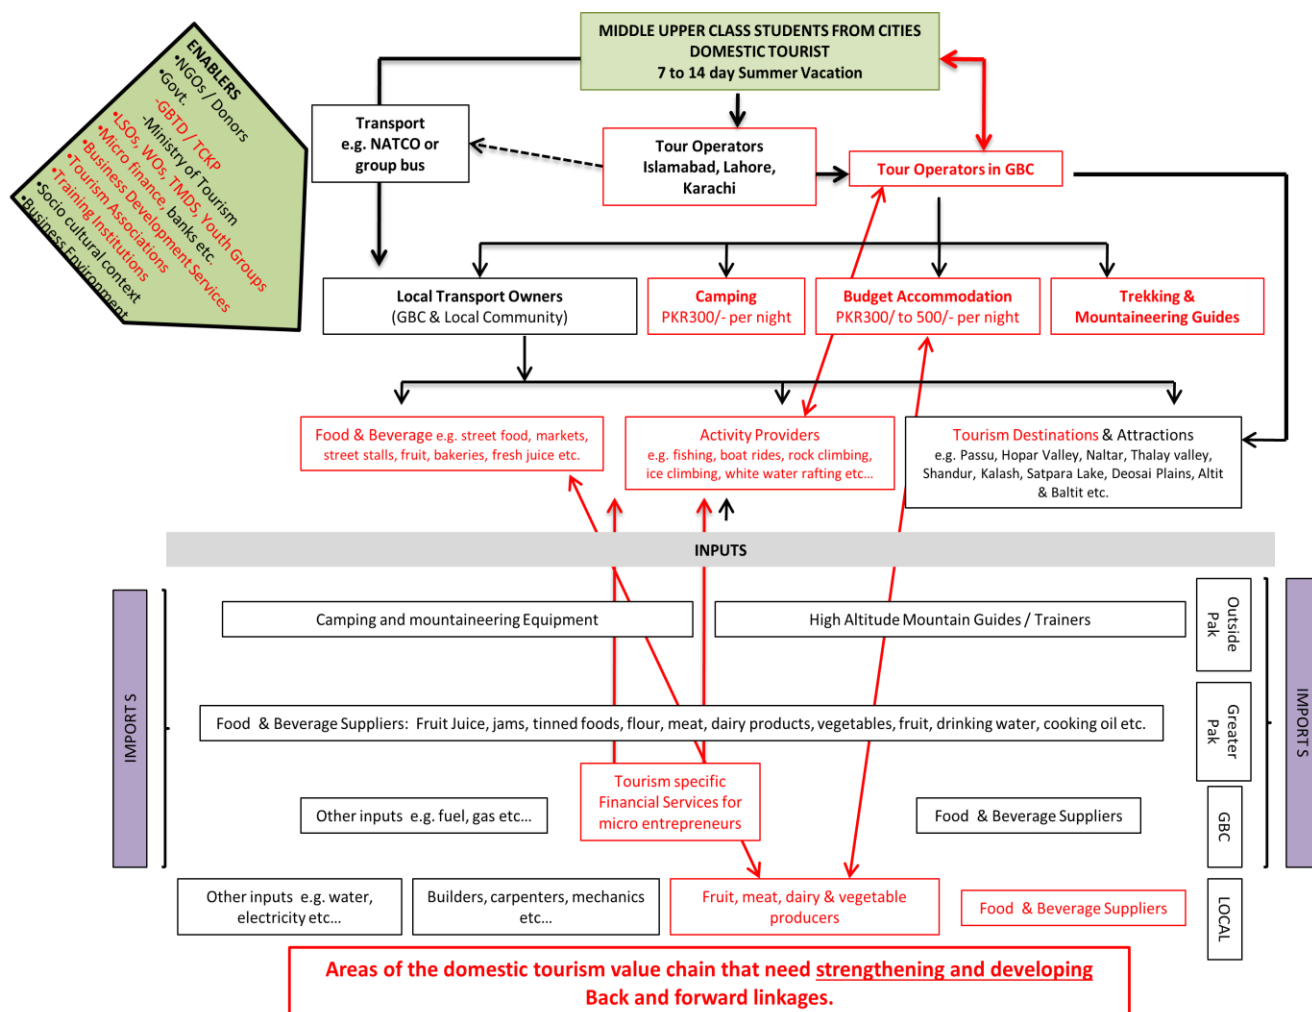 MIDDLE UPPER CLASS STUDENTS FROM CITIES
DOMESTIC TOURIST
7 to 14 day Summer Vacation
ENABLERS
•NGOs / Donors
•Govt.
-GBTD / TCKP
-Ministry of Tourism
•LSOs, WOs, TMDS, Youth Groups
•Micro finance, banks etc.
•Business Development Services
•Tourism Associations
•Training Institutions
•Socio cultural context
•Business Environment
Transport
e.g. NATCO or
group bus
Tour Operators
Islamabad, Lahore,
Karachi
Tour Operators in GBC
Local Transport Owners
(GBC & Local Community)
Camping
PKR300/- per night
Budget Accommodation
PKR300/ to 500/- per night
Trekking &
Mountaineering Guides
Food & Beverage e.g. street food, markets,
street stalls, fruit, bakeries, fresh juice etc.
Activity Providers
e.g. fishing, boat rides, rock climbing,
ice climbing, white water rafting etc…
Tourism Destinations & Attractions
e.g. Passu, Hopar Valley, Naltar, Thalay valley,
Shandur, Kalash, Satpara Lake, Deosai Plains, Altit
& Baltit etc.
INPUTS
IMPORT S
Camping and mountaineering Equipment
High Altitude Mountain Guides / Trainers
Outside
Pak
IMPORT S
Food & Beverage Suppliers: Fruit Juice, jams, tinned foods, flour, meat, dairy products, vegetables, fruit, drinking water, cooking oil etc.
Greater
Pak
Tourism specific
Financial Services for
micro entrepreneurs
Other inputs e.g. fuel, gas etc…
Food & Beverage Suppliers
GBC
Other inputs e.g. water,
electricity etc…
Builders, carpenters, mechanics
etc…
Fruit, meat, dairy & vegetable
producers
Food & Beverage Suppliers
LOCAL
Areas of the domestic tourism value chain that need strengthening and developing
Back and forward linkages.